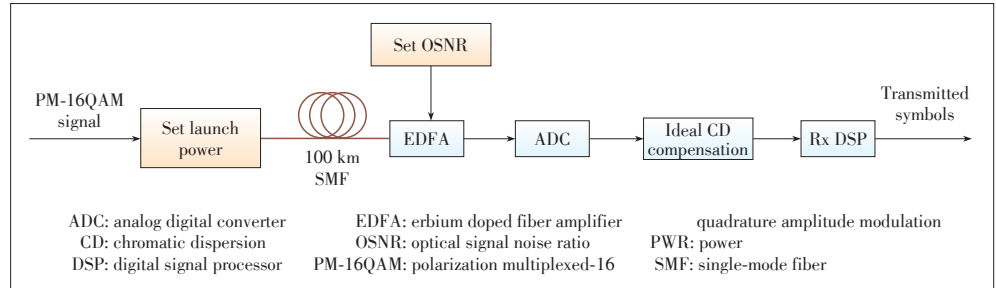 Set OSNR
PM-16QAM
signal
Set launch
power
100 km
SMF
EDFA
ADC
Ideal CD
compensation
Rx DSP
Transmitted
symbols
ADC: analog digital converter
CD: chromatic dispersion
DSP: digital signal processor
EDFA: erbium doped fiber amplifier
OSNR: optical signal noise ratio
PM-16QAM: polarization multiplexed-16
quadrature amplitude modulation
PWR: power
SMF: single-mode fiber